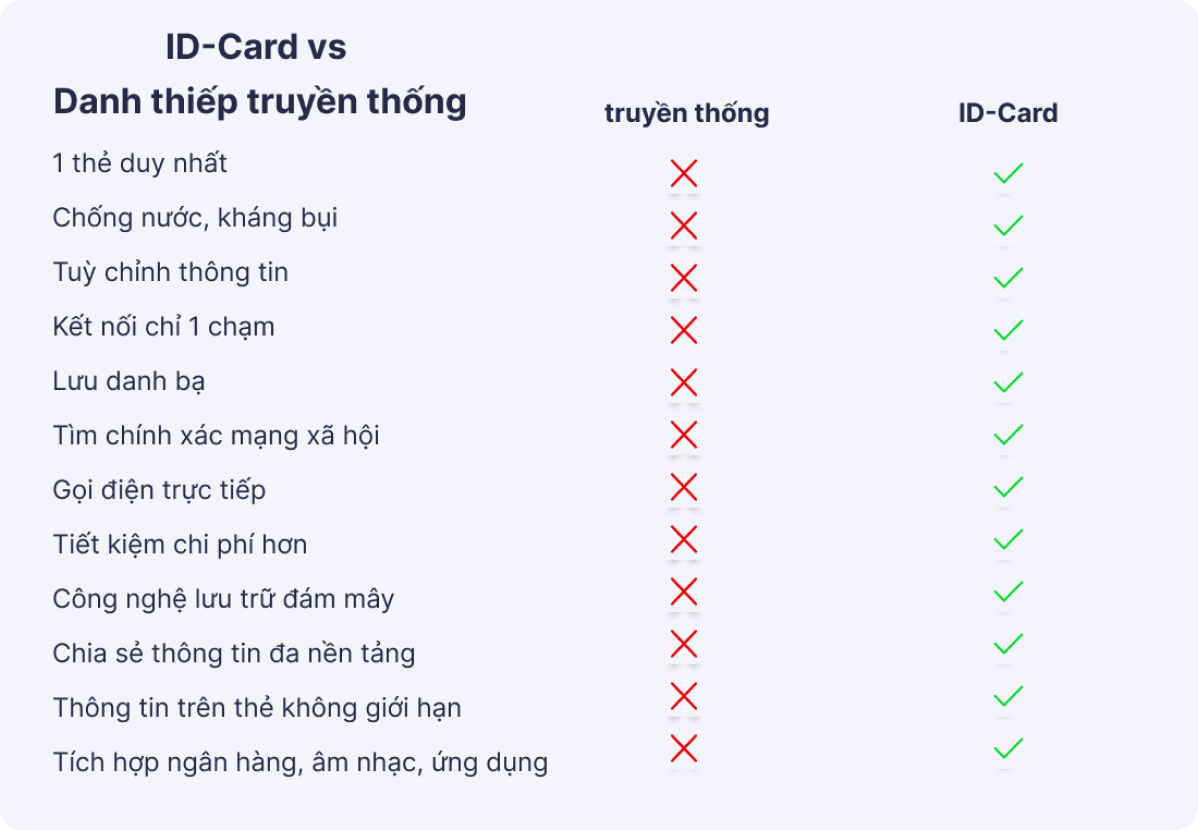 ID-Card vs
Danh thiếp truyền thống
truyền thống
ID-Card
1 thẻ duy nhất
Chống nước, kháng bụi
Tuỳ chỉnh thông tin
Kết nối chỉ 1 chạm
Lưu danh bạ
Tìm chính xác mạng xã hội
Gọi điện trực tiếp
Tiết kiệm chi phí hơn
Công nghệ lưu trữ đám mây
Chia sẻ thông tin đa nền tảng
Thông tin trên thẻ không giới hạn
Tích hợp ngân hàng, âm nhạc, ứng dụng